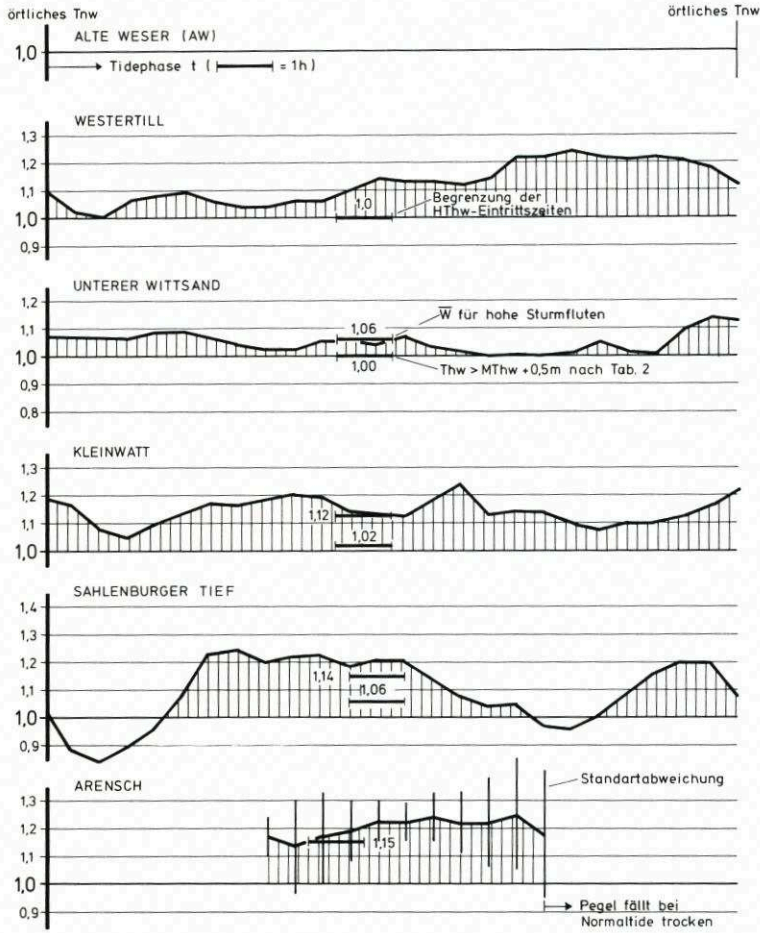 örtliches Tnw
örtliches Tnw
ALTE WESER (AW)
1,0
Tidephase t ( = 1h)
WESTERTILL
1,3
1,2
1,1
1,0
0,9
1,0
Begrenzung der
HThw-Eintrittszeiten
UNTERER WITTSAND
1,2
1,1
1,0
0,9
0,8
1,06
1,00
W̅ für hohe Sturmfluten
Thw > MThw +0,5m nach Tab. 2
KLEINWATT
1,3
1,2
1,1
1,0
1,12
1,02
SAHLENBURGER TIEF
1,4
1,3
1,2
1,1
1,0
0,9
1,14
1,06
ARENSCH
1,3
1,2
1,1
1,0
0,9
1,15
Standartabweichung
Pegel fällt bei
Normaltide trocken